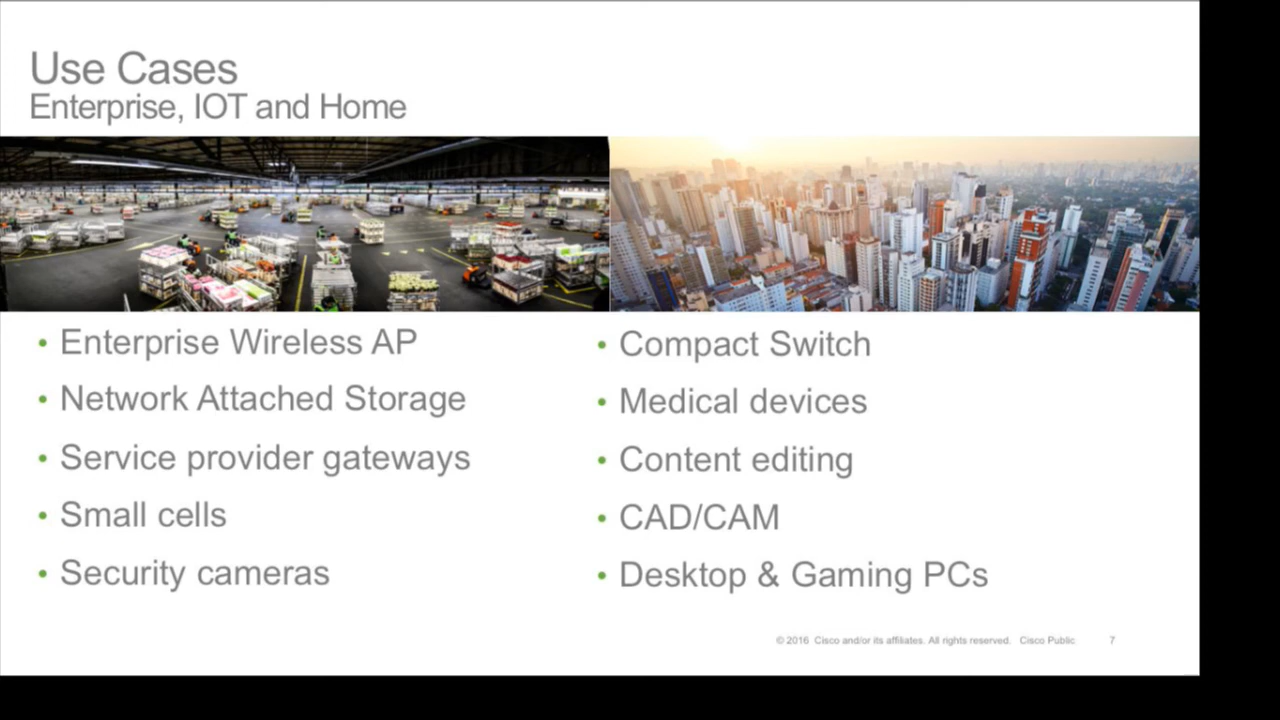 Use Cases
Enterprise, IOT and Home
• Enterprise Wireless AP
• Network Attached Storage
• Service provider gateways
• Small cells
• Security cameras
• Compact Switch
• Medical devices
• Content editing
• CAD/CAM
• Desktop & Gaming PCs
© 2016 Cisco and/or its affiliates. All rights reserved. Cisco Public 7